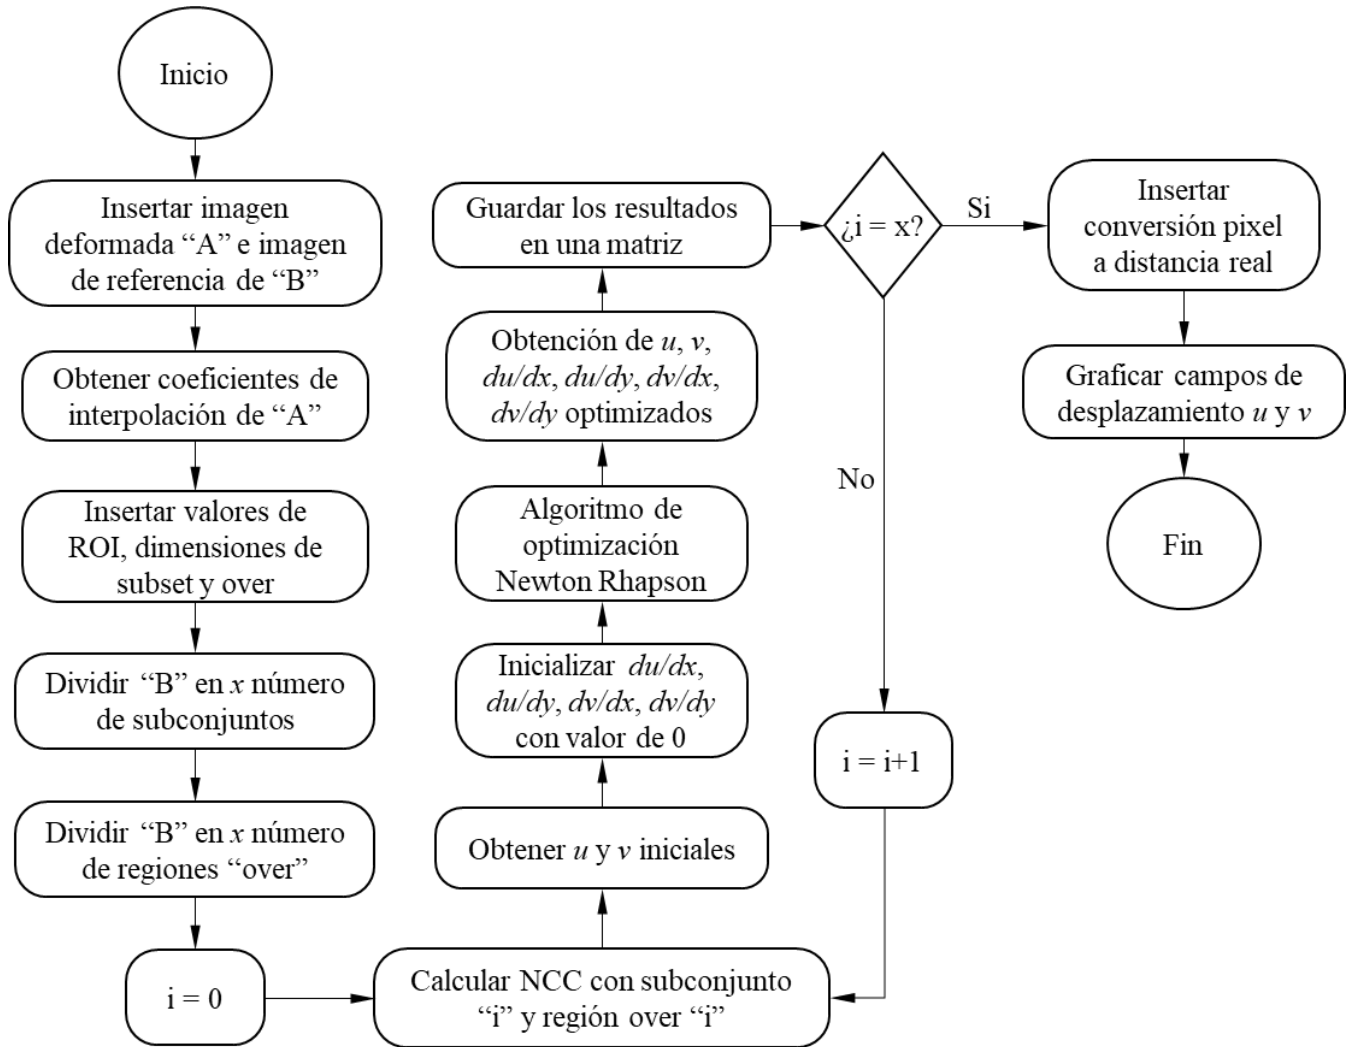 Inicio
Insertar imagen
deformada “A” e imagen
de referencia de “B”
Obtener coeficientes de
interpolación de “A”
Insertar valores de
ROI, dimensiones de
subset y over
Dividir “B” en x número
de subconjuntos
Dividir “B” en x número
de regiones “over”
i = 0
Calcular NCC con subconjunto
“i” y región over “i”
Obtener u y v iniciales
Inicializar du/dx,
du/dy, dv/dx, dv/dy
con valor de 0
Algoritmo de
optimización
Newton Rhapson
Obtención de u, v,
du/dx, du/dy, dv/dx,
dv/dy optimizados
Guardar los resultados
en una matriz
¿i = x?
Si
No
i = i+1
Insertar
conversión pixel
a distancia real
Graficar campos de
desplazamiento u y v
Fin